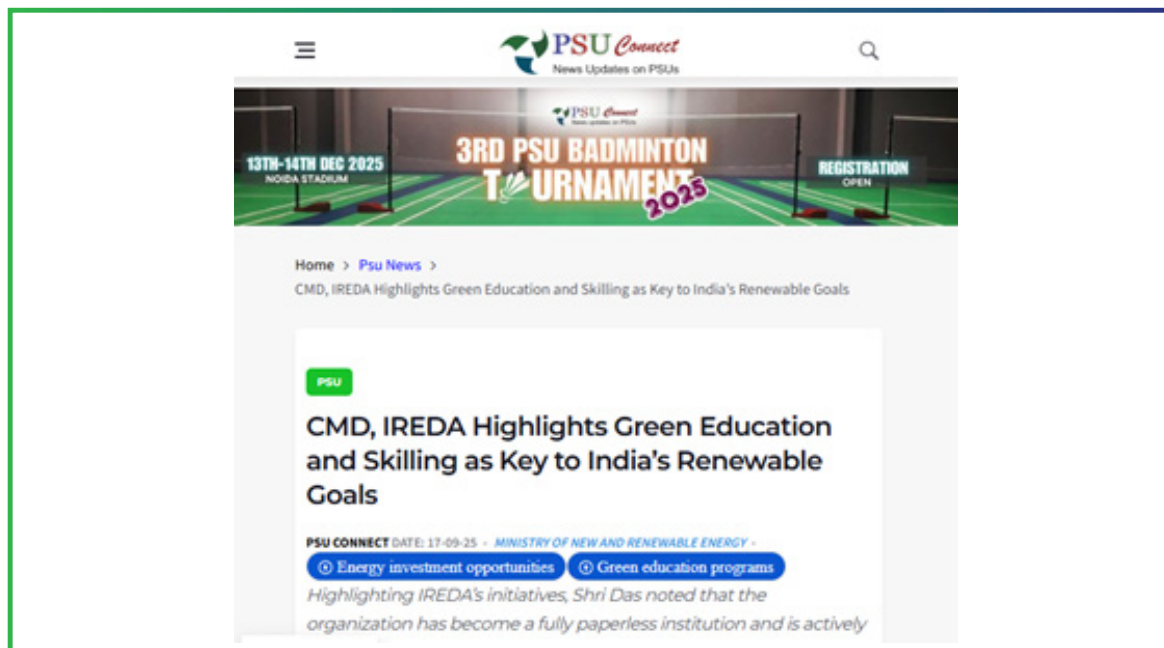 PSU Connect
News Updates on PSUs
PSU Connect
News updates on PSUs
3RD PSU BADMINTON
TOURNAMENT
2025
13TH-14TH DEC 2025
NOIDA STADIUM
REGISTRATION
OPEN
Home > Psu News >
CMD, IREDA Highlights Green Education and Skilling as Key to India's Renewable Goals
PSU
CMD, IREDA Highlights Green Education
and Skilling as Key to India's Renewable
Goals
PSU CONNECT DATE: 17-09-25 - MINISTRY OF NEW AND RENEWABLE ENERGY -
Energy investment opportunities Green education programs
Highlighting IREDA's initiatives, Shri Das noted that the
organization has become a fully paperless institution and is actively